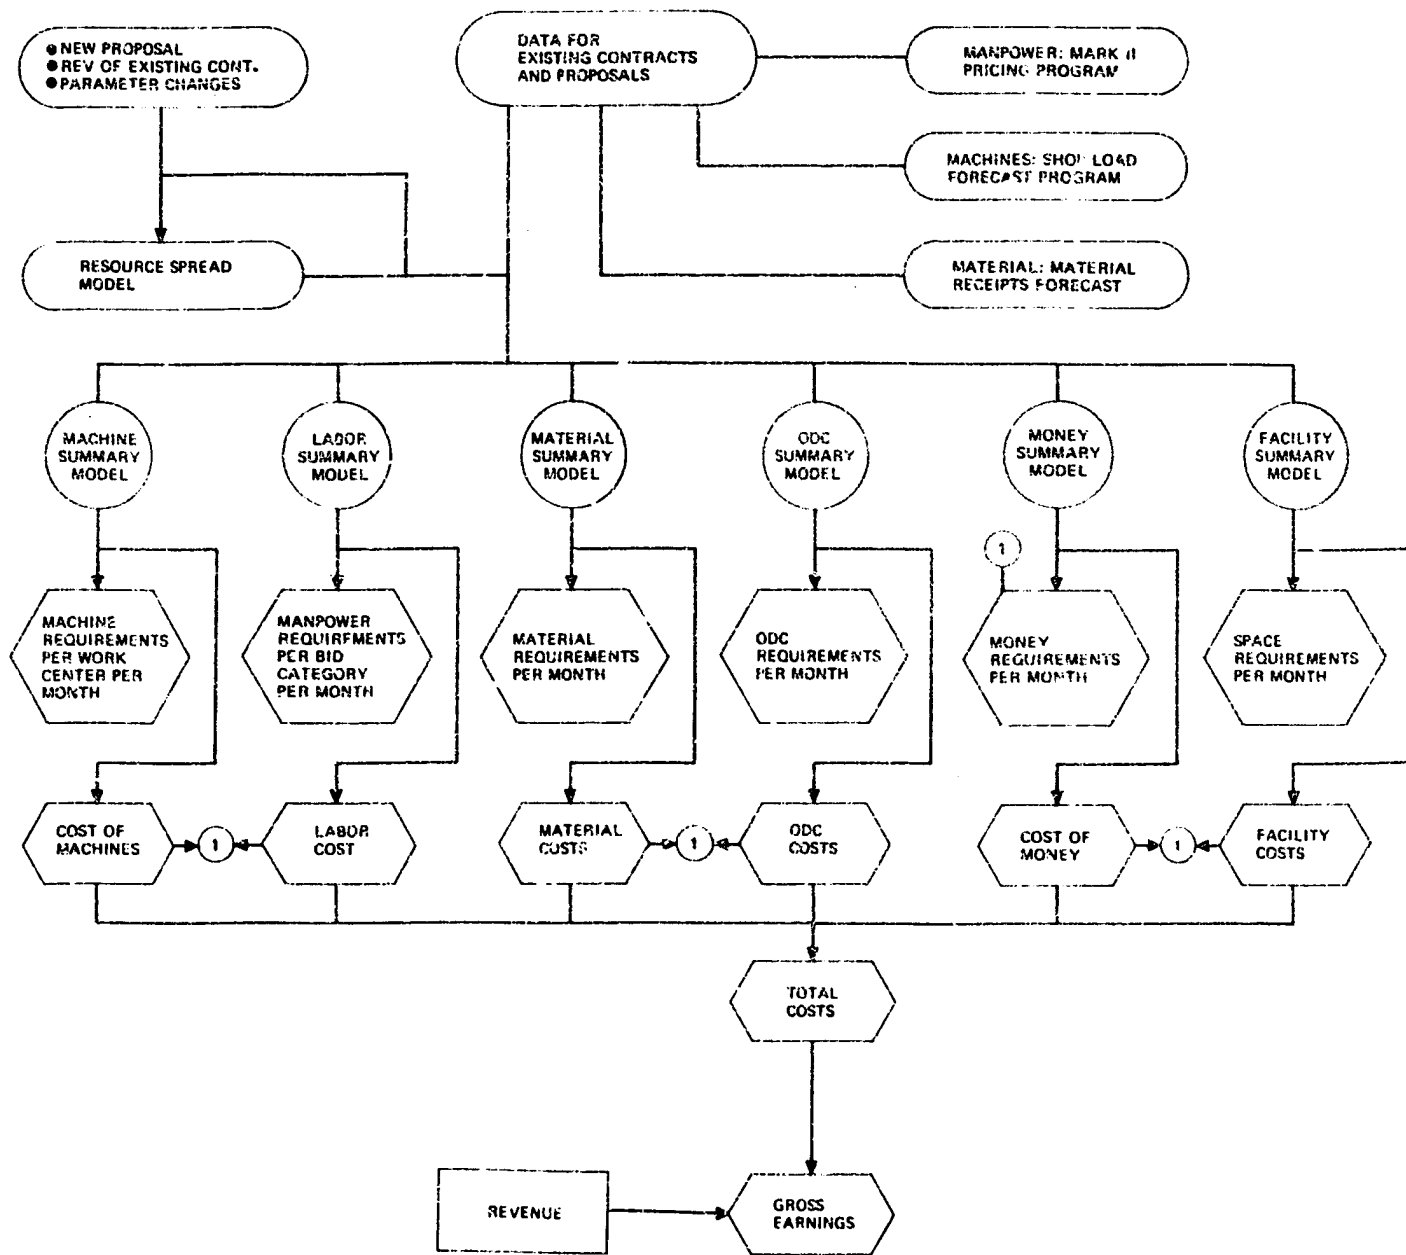 ● NEW PROPOSAL
● REV OF EXISTING CONT.
● PARAMETER CHANGES
DATA FOR
EXISTING CONTRACTS
AND PROPOSALS
MANPOWER: MARK II
PRICING PROGRAM
MACHINES: SHOP LOAD
FORECAST PROGRAM
RESOURCE SPREAD
MODEL
MATERIAL: MATERIAL
RECEIPTS FORECAST
MACHINE
SUMMARY
MODEL
LABOR
SUMMARY
MODEL
MATERIAL
SUMMARY
MODEL
ODC
SUMMARY
MODEL
MONEY
SUMMARY
MODEL
FACILITY
SUMMARY
MODEL
1
MACHINE
REQUIREMENTS
PER WORK
CENTER PER
MONTH
MANPOWER
REQUIREMENTS
PER BID
CATEGORY
PER MONTH
MATERIAL
REQUIREMENTS
PER MONTH
ODC
REQUIREMENTS
PER MONTH
MONEY
REQUIREMENTS
PER MONTH
SPACE
REQUIREMENTS
PER MONTH
COST OF
MACHINES
1
LABOR
COST
MATERIAL
COSTS
1
ODC
COSTS
COST OF
MONEY
1
FACILITY
COSTS
TOTAL
COSTS
REVENUE
GROSS
EARNINGS